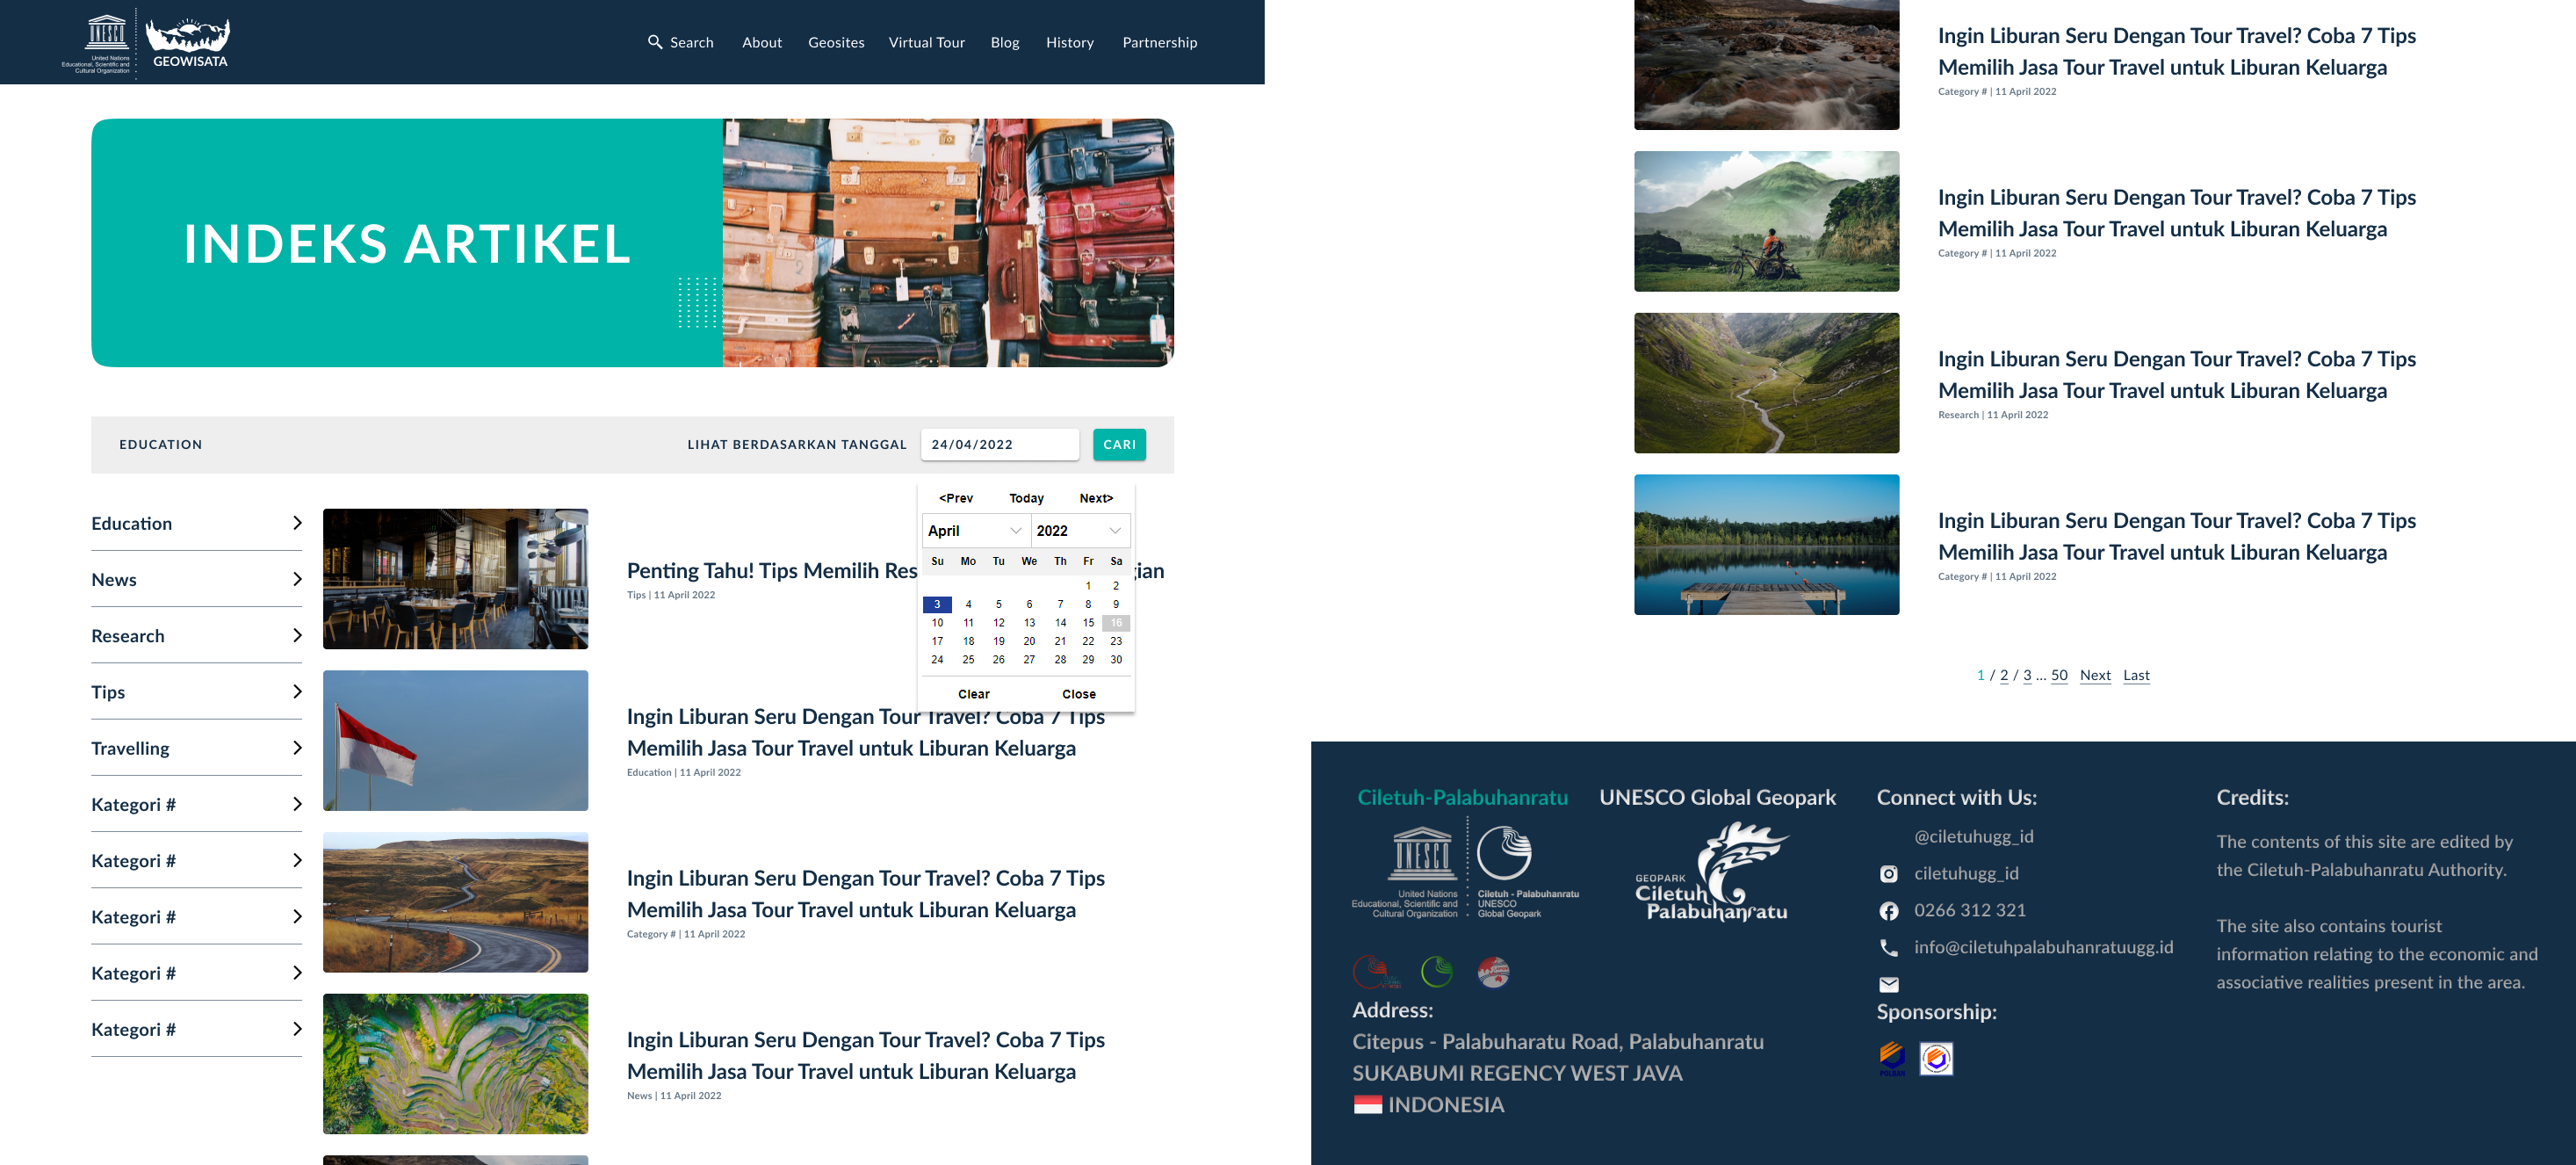 UNESCO
United Nations
Educational, Scientific and
Cultural Organization
GEOWISATA
Search About Geosites Virtual Tour Blog History Partnership
INDEKS ARTIKEL
EDUCATION
LIHAT BERDASARKAN TANGGAL 24/04/2022 CARI
<Prev Today Next>
April 2022
Su Mo Tu We Th Fr Sa
1 2
3 4 5 6 7 8 9
10 11 12 13 14 15 16
17 18 19 20 21 22 23
24 25 26 27 28 29 30
Clear Close
Education
News
Research
Tips
Travelling
Kategori #
Kategori #
Kategori #
Kategori #
Kategori #
Penting Tahu! Tips Memilih Res gian
Tips | 11 April 2022
Ingin Liburan Seru Dengan Tour Travel? Coba 7 Tips
Memilih Jasa Tour Travel untuk Liburan Keluarga
Education | 11 April 2022
Ingin Liburan Seru Dengan Tour Travel? Coba 7 Tips
Memilih Jasa Tour Travel untuk Liburan Keluarga
Category # | 11 April 2022
Ingin Liburan Seru Dengan Tour Travel? Coba 7 Tips
Memilih Jasa Tour Travel untuk Liburan Keluarga
News | 11 April 2022
Ingin Liburan Seru Dengan Tour Travel? Coba 7 Tips
Memilih Jasa Tour Travel untuk Liburan Keluarga
Category # | 11 April 2022
Ingin Liburan Seru Dengan Tour Travel? Coba 7 Tips
Memilih Jasa Tour Travel untuk Liburan Keluarga
Category # | 11 April 2022
Ingin Liburan Seru Dengan Tour Travel? Coba 7 Tips
Memilih Jasa Tour Travel untuk Liburan Keluarga
Research | 11 April 2022
Ingin Liburan Seru Dengan Tour Travel? Coba 7 Tips
Memilih Jasa Tour Travel untuk Liburan Keluarga
Category # | 11 April 2022
1 / 2 / 3 ... 50 Next Last
Ciletuh-Palabuhanratu
UNESCO
United Nations
Educational, Scientific and
Cultural Organization
Ciletuh - Palabuhanratu
UNESCO
Global Geopark
UNESCO Global Geopark
GEOPARK
Ciletuh
Palabuhanratu
Address:
Citepus - Palabuharatu Road, Palabuhanratu
SUKABUMI REGENCY WEST JAVA
INDONESIA
Connect with Us:
@ciletuhugg_id
ciletuhugg_id
0266 312 321
info@ciletuhpalabuhanratuugg.id
Sponsorship:
POLBAN
Credits:
The contents of this site are edited by
the Ciletuh-Palabuhanratu Authority.
The site also contains tourist
information relating to the economic and
associative realities present in the area.